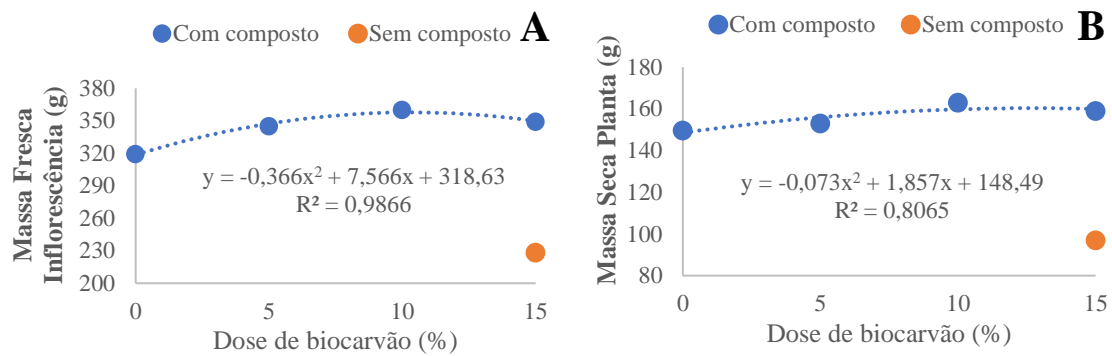 Com composto Sem composto A
Massa Fresca
Inflorescência (g)
380
350
320
290
260
230
200
y = -0,366x² + 7,566x + 318,63
R² = 0,9866
0 5 10 15
Dose de biocarvão (%)
Com composto Sem composto B
Massa Seca Planta (g)
180
160
140
120
100
80
y = -0,073x² + 1,857x + 148,49
R² = 0,8065
0 5 10 15
Dose de biocarvão (%)